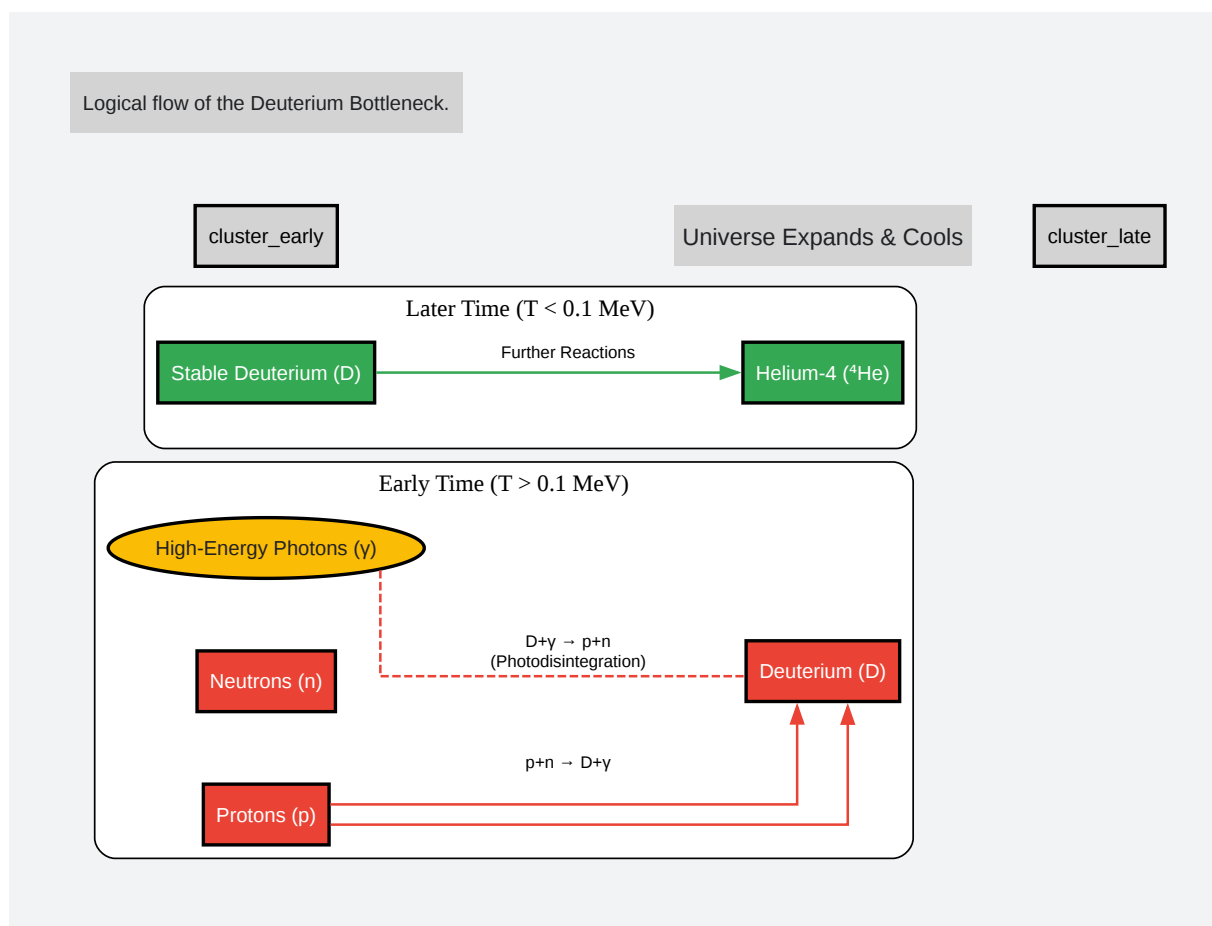 Logical flow of the Deuterium Bottleneck.
cluster_early
Universe Expands & Cools
cluster_late
Later Time (T < 0.1 MeV)
Stable Deuterium (D)
Further Reactions
Helium-4 (⁴He)
Early Time (T > 0.1 MeV)
High-Energy Photons (γ)
D+γ → p+n
(Photodisintegration)
Neutrons (n)
Deuterium (D)
p+n → D+γ
Protons (p)